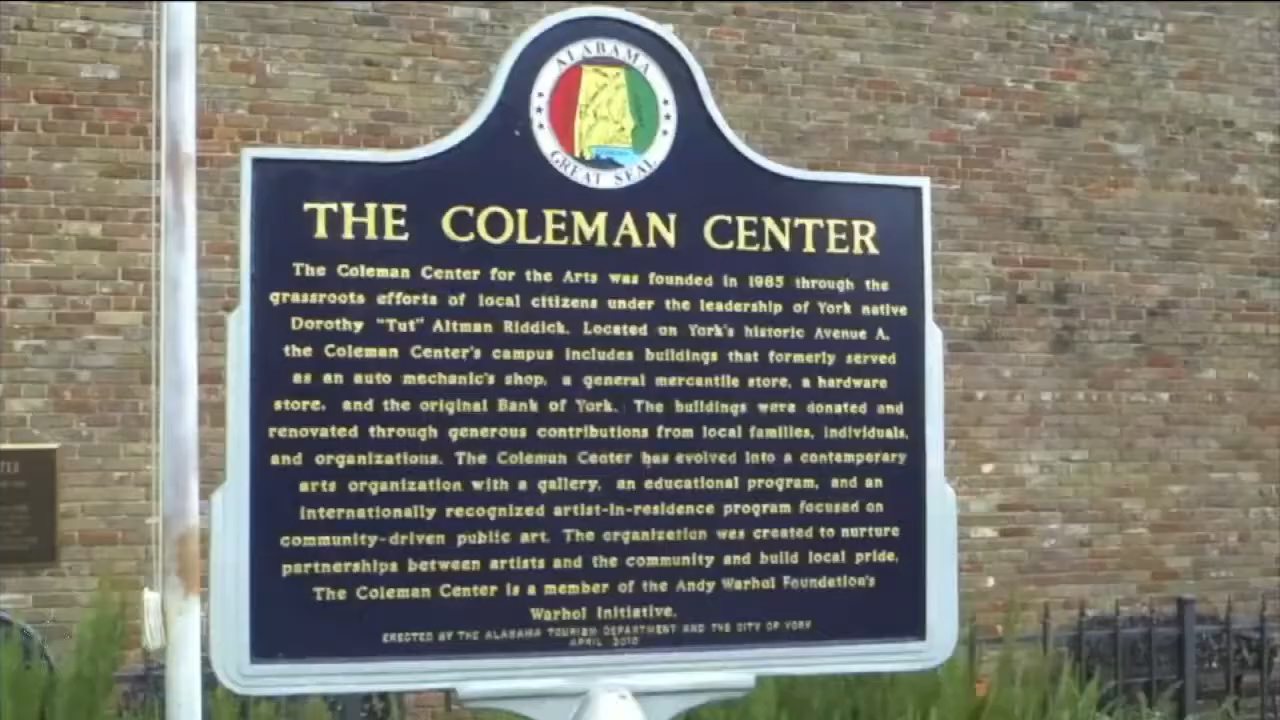 ALABAMA
GREAT SEAL
THE COLEMAN CENTER
The Coleman Center for the Arts was founded in 1985 through the
grassroots efforts of local citizens under the leadership of York native
Dorothy "Tut" Altman Riddick. Located on York's historic Avenue A,
the Coleman Center's campus includes buildings that formerly served
as an auto mechanic's shop, a general mercantile store, a hardware
store, and the original Bank of York. The buildings were donated and
renovated through generous contributions from local families, individuals,
and organizations. The Coleman Center has evolved into a contemporary
arts organization with a gallery, an educational program, and an
internationally recognized artist-in-residence program focused on
community-driven public art. The organization was created to nurture
partnerships between artists and the community and build local pride.
The Coleman Center is a member of the Andy Warhol Foundation's
Warhol Initiative.
ERECTED BY THE ALABAMA TOURISM DEPARTMENT AND THE CITY OF YORK
APRIL 2010